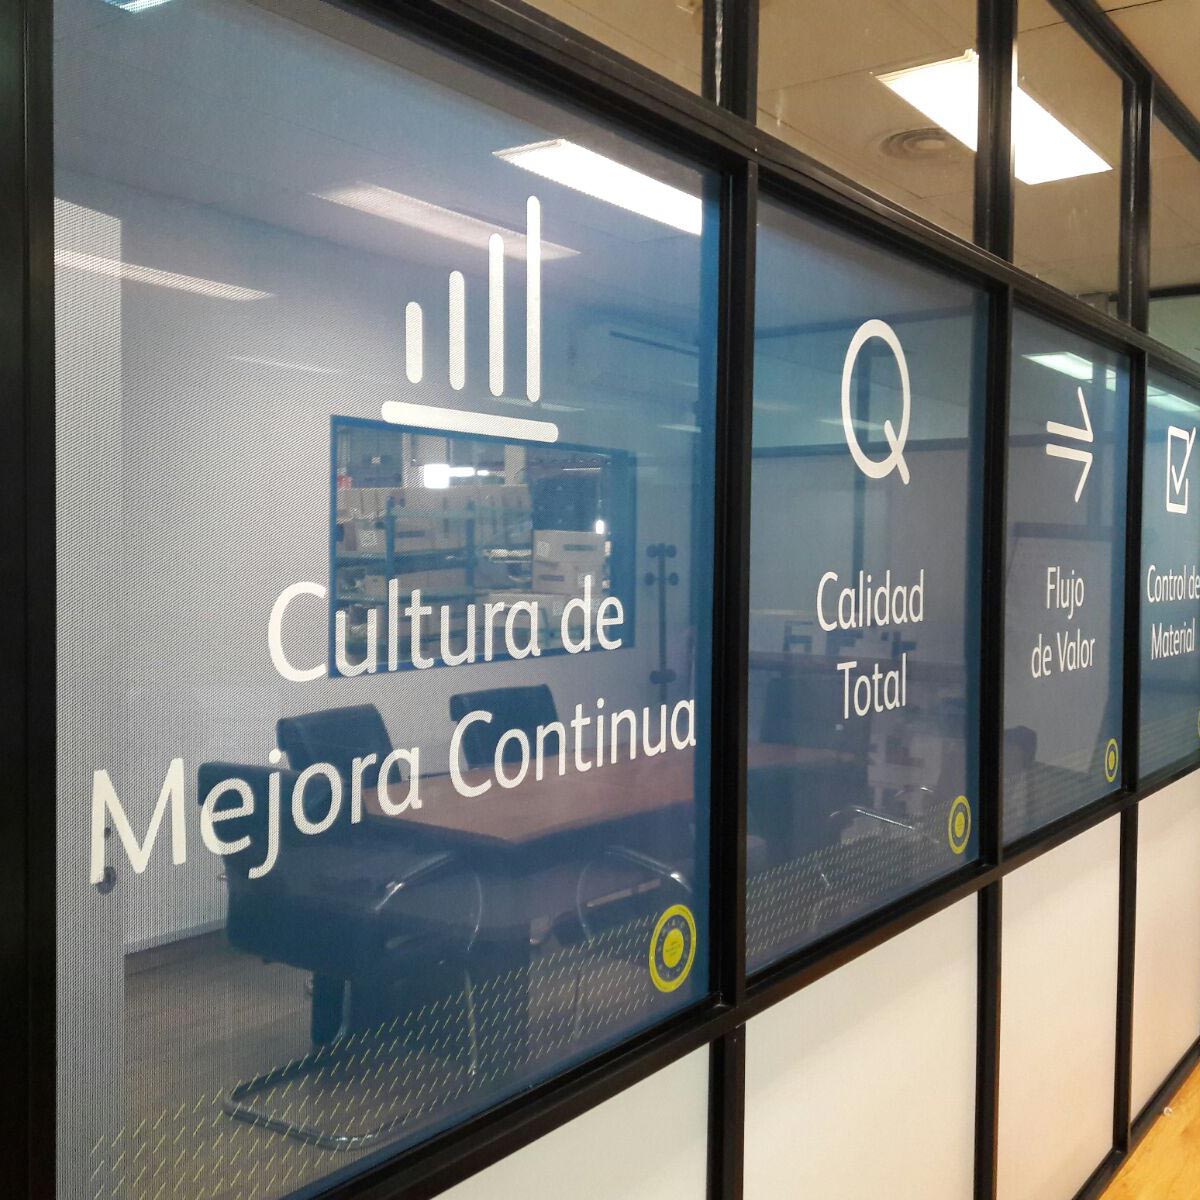 Cultura de
Mejora Continua
Q
Calidad
Total
Flujo
de Valor
Control de
Material